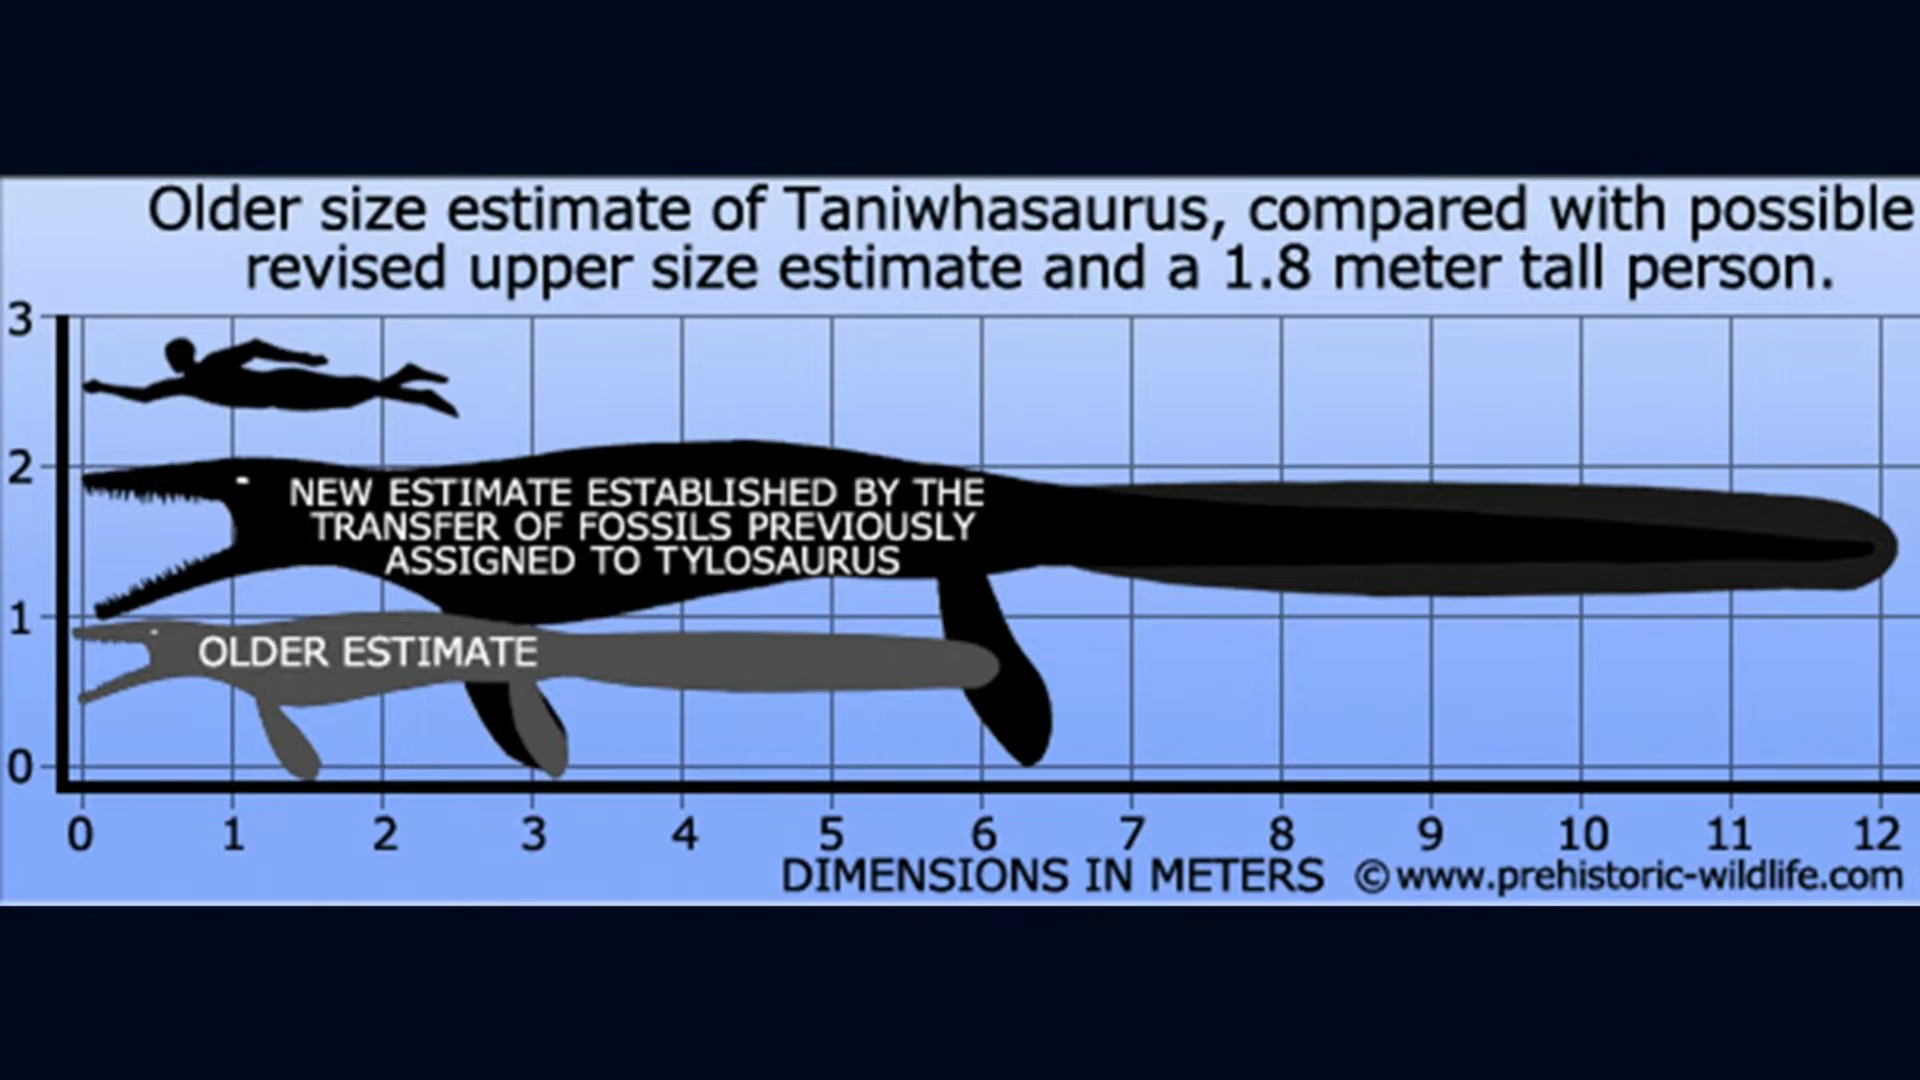 Older size estimate of Taniwhasaurus, compared with possible
revised upper size estimate and a 1.8 meter tall person.
3
2
NEW ESTIMATE ESTABLISHED BY THE
TRANSFER OF FOSSILS PREVIOUSLY
ASSIGNED TO TYLOSAURUS
1
OLDER ESTIMATE
0
0 1 2 3 4 5 6 7 8 9 10 11 12
DIMENSIONS IN METERS ©www.prehistoric-wildlife.com